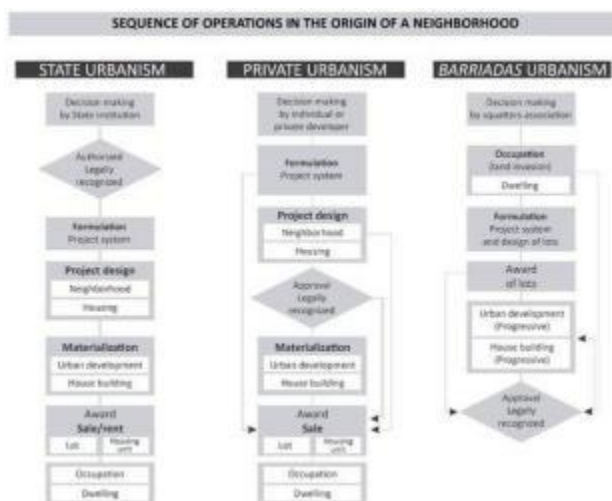 SEQUENCE OF OPERATIONS IN THE ORIGIN OF A NEIGHBORHOOD
STATE URBANISM
Decision making
by State institution
Authorized
Legally
recognized
Formulation
Project system
Project design
Neighborhood
Housing
Materialization
Urban development
House building
Award
Sale/rent
Lot
Housing
unit
Occupation
Dwelling
PRIVATE URBANISM
Decision making
by individual or
private developer
Formulation
Project system
Project design
Neighborhood
Housing
Approval
Legally
recognized
Materialization
Urban development
House building
Award
Sale
Lot
Housing
unit
Occupation
Dwelling
BARRIADAS URBANISM
Decision making
by squatters association
Occupation
(land invasion)
Dwelling
Formulation
Project system
and design of lots
Award
of lots
Urban development
(Progressive)
House building
(Progressive)
Approval
Legally
recognized